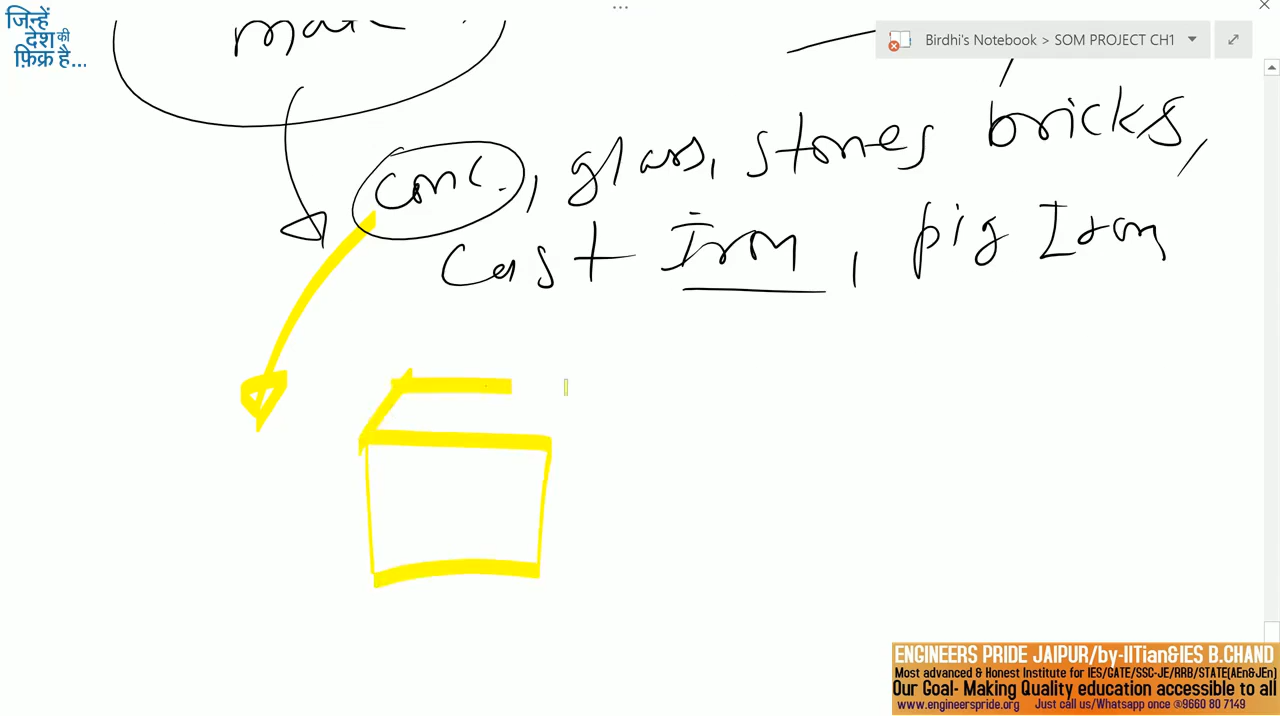 जिन्हें
देश की
फ़िक्र है...
Birdhi's Notebook > SOM PROJECT CH1
conc., glass, stones bricks,
Cast Iron, pig Iron
ENGINEERS PRIDE JAIPUR/by-IITian&IES B.CHAND
Most advanced & Honest Institute for IES/GATE/SSC-JE/RRB/STATE(AEn&JEn)
Our Goal- Making Quality education accessible to all
www.engineerspride.org Just call us/Whatsapp once @9660 80 7149